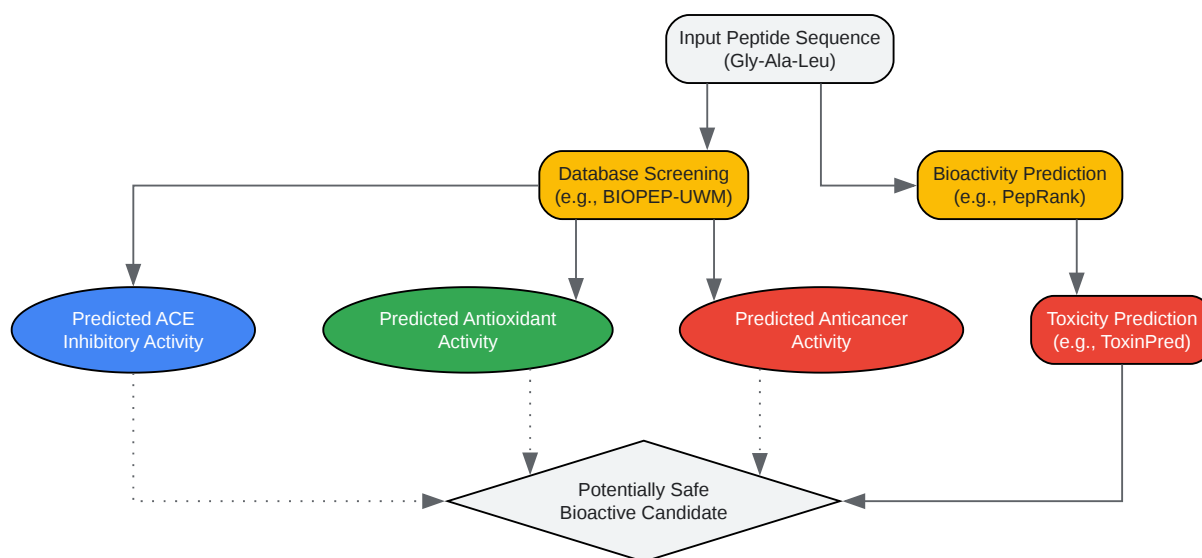 Input Peptide Sequence
(Gly-Ala-Leu)
Database Screening
(e.g., BIOPEP-UWM)
Bioactivity Prediction
(e.g., PepRank)
Predicted ACE
Inhibitory Activity
Predicted Antioxidant
Activity
Predicted Anticancer
Activity
Toxicity Prediction
(e.g., ToxinPred)
Potentially Safe
Bioactive Candidate